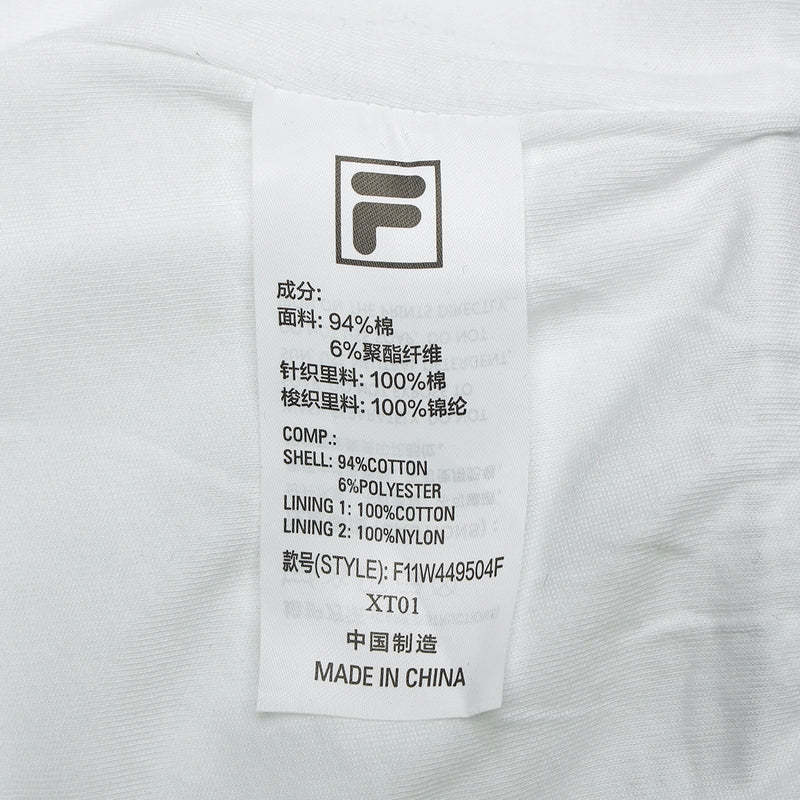 F
成分:
面料: 94%棉
6%聚酯纤维
针织里料: 100%棉
梭织里料: 100%锦纶
COMP.:
SHELL: 94%COTTON
6%POLYESTER
LINING 1: 100%COTTON
LINING 2: 100%NYLON
款号(STYLE): F11W449504F
XT01
中国制造
MADE IN CHINA